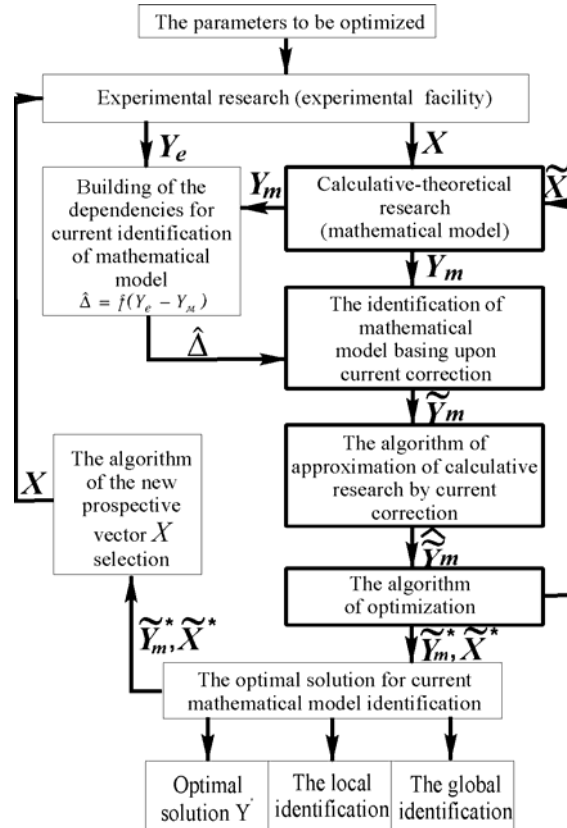 The parameters to be optimized
Experimental research (experimental facility)
Y_e
X
Building of the
dependencies for
current identification
of mathematical
model
Δ̂ = f(Y_e − Y_м)
Y_m
Calculative-theoretical
research
(mathematical model)
X̃
Y_m
The identification of
mathematical
model basing upon
current correction
Δ̂
Ỹ_m
The algorithm of
approximation of calculative
research by current
correction
X
The algorithm
of the new
prospective
vector X
selection
Ỹ̂_m
The algorithm
of optimization
Ỹ*_m, X̃*
Ỹ*_m, X̃*
The optimal solution for current
mathematical model identification
Optimal
solution Y*
The local
identification
The global
identification